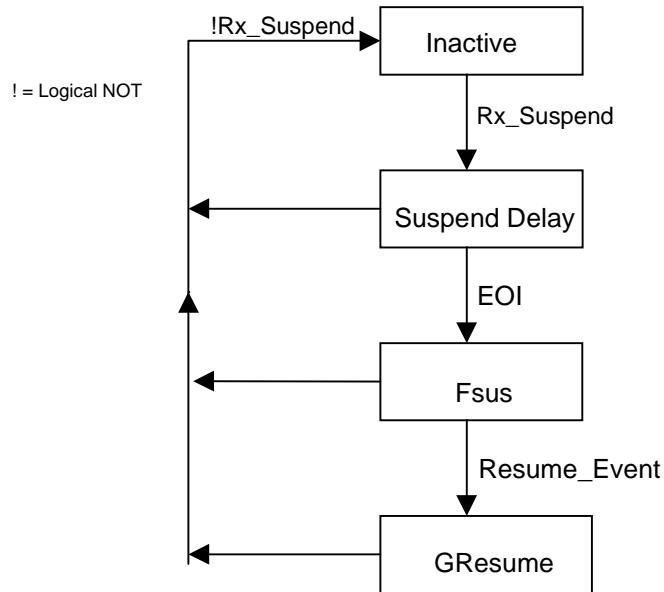 !Rx_Suspend
Inactive
! = Logical NOT
Rx_Suspend
Suspend Delay
EOI
Fsus
Resume_Event
GResume